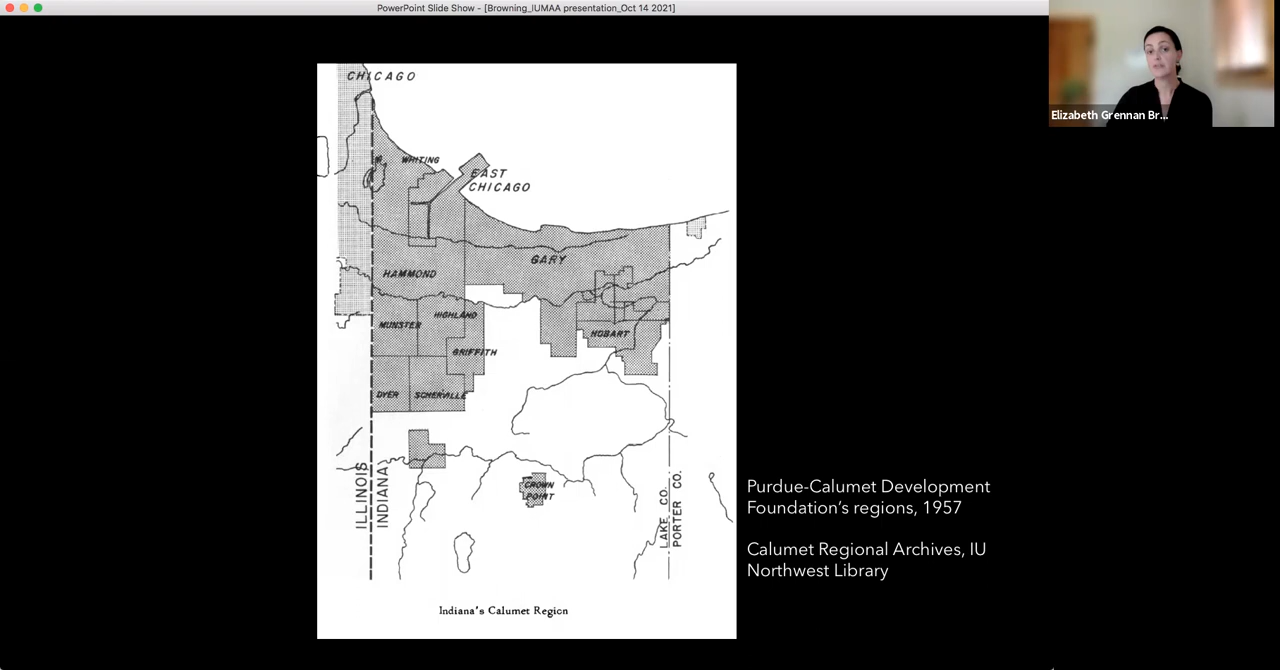 PowerPoint Slide Show - [Browning_IUMAA presentation_Oct 14 2021]
Elizabeth Grennan Br...
CHICAGO
WHITING
EAST
CHICAGO
GARY
HAMMOND
HIGHLAND
MUNSTER
HOBART
GRIFFITH
DYER
SCHERVILLE
CROWN
POINT
ILLINOIS
INDIANA
LAKE CO.
PORTER CO.
Indiana's Calumet Region
Purdue-Calumet Development
Foundation's regions, 1957
Calumet Regional Archives, IU
Northwest Library